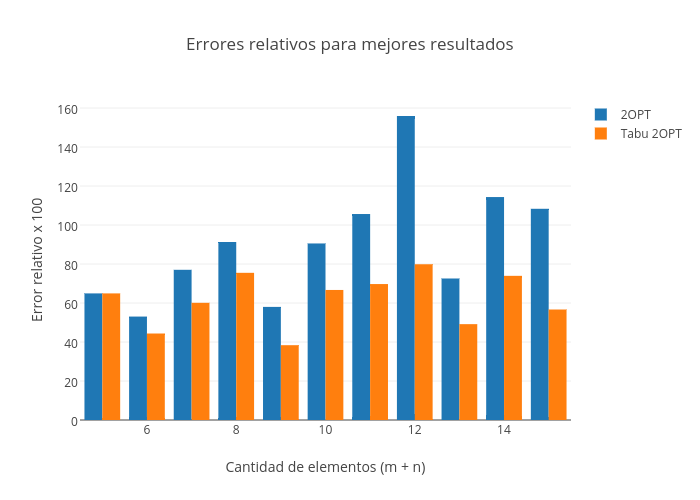 Errores relativos para mejores resultados
2OPT
Tabu 2OPT
Error relativo x 100
160
140
120
100
80
60
40
20
0
6 8 10 12 14
Cantidad de elementos (m + n)